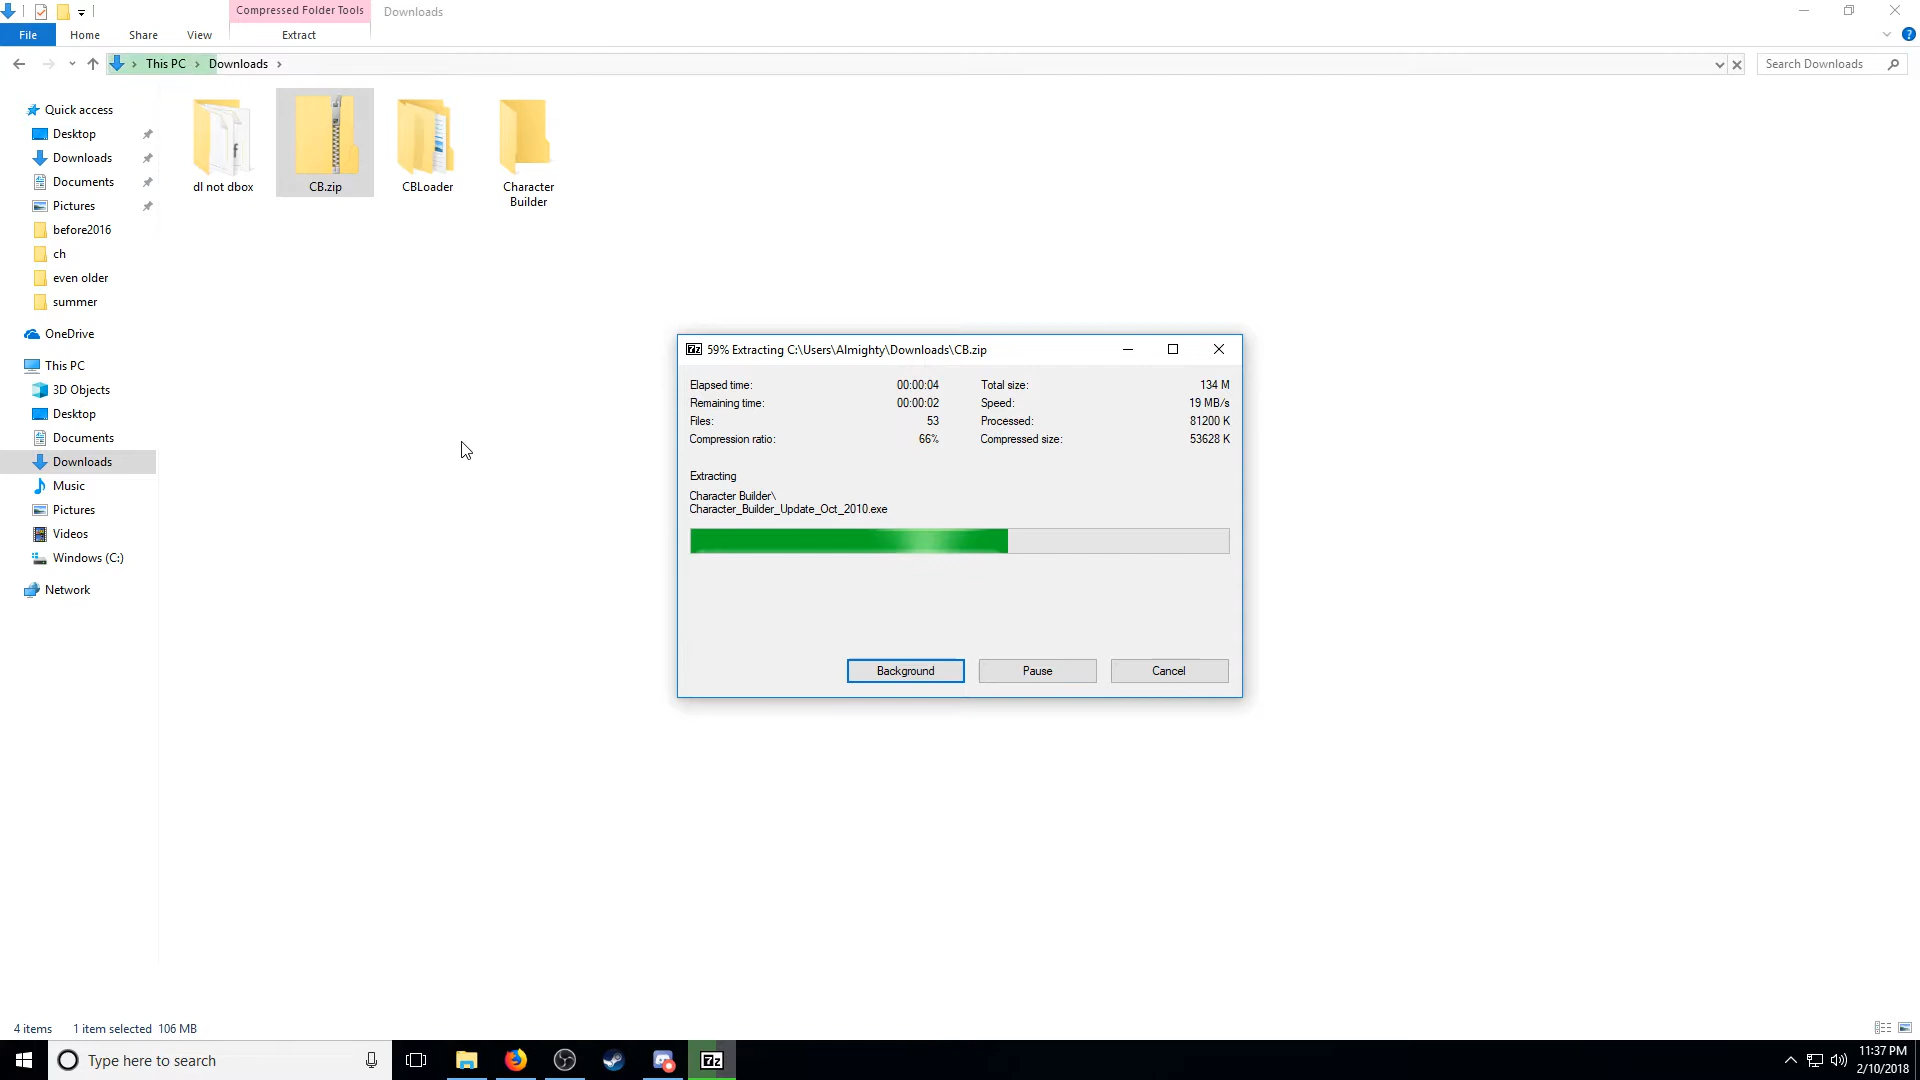 Compressed Folder Tools
Downloads
File
Home
Share
View
Extract
This PC
Downloads
Search Downloads
Quick access
Desktop
Downloads
Documents
Pictures
before2016
ch
even older
summer
OneDrive
This PC
3D Objects
Desktop
Documents
Downloads
Music
Pictures
Videos
Windows (C:)
Network
dl not dbox
CB.zip
CBLoader
Character
Builder
7z 59% Extracting C:\Users\Almighty\Downloads\CB.zip
Elapsed time: 00:00:04 Total size: 134 M
Remaining time: 00:00:02 Speed: 19 MB/s
Files: 53 Processed: 81200 K
Compression ratio: 66% Compressed size: 53628 K
Extracting
Character Builder\
Character_Builder_Update_Oct_2010.exe
Background
Pause
Cancel
4 items 1 item selected 106 MB
Type here to search
7z
11:37 PM
2/10/2018